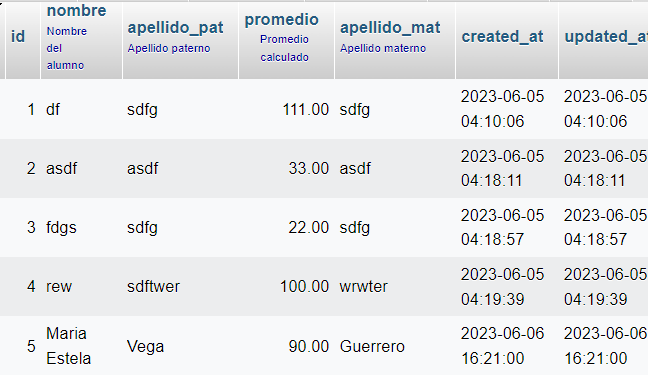 id nombre apellido_pat promedio apellido_mat created_at updated_at
Nombre del alumno Apellido paterno Promedio calculado Apellido materno
1 df sdfg 111.00 sdfg 2023-06-05 04:10:06 2023-06-05 04:10:06
2 asdf asdf 33.00 asdf 2023-06-05 04:18:11 2023-06-05 04:18:11
3 fdgs sdfg 22.00 sdfg 2023-06-05 04:18:57 2023-06-05 04:18:57
4 rew sdftwer 100.00 wrwter 2023-06-05 04:19:39 2023-06-05 04:19:39
5 Maria Estela Vega 90.00 Guerrero 2023-06-06 16:21:00 2023-06-06 16:21:00